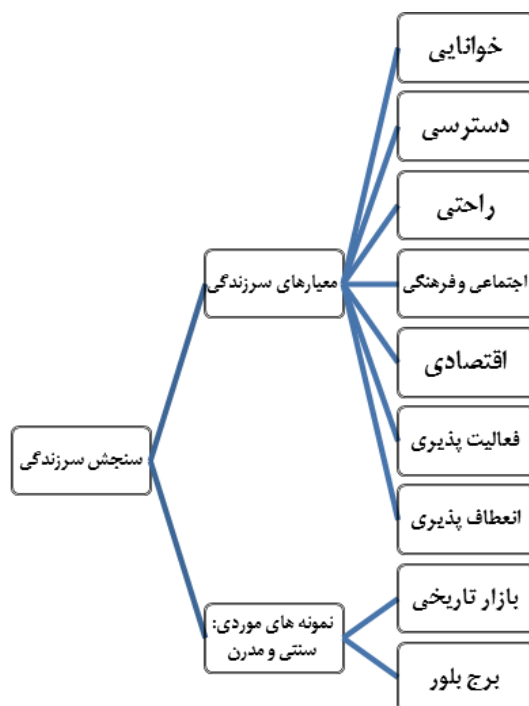 خوانایی
دسترسی
راحتی
اجتماعی و فرهنگی
اقتصادی
فعالیت پذیری
انعطاف پذیری
معیارهای سرزندگی
سنجش سرزندگی
نمونه های موردی:
سنتی و مدرن
بازار تاریخی
برج بلور